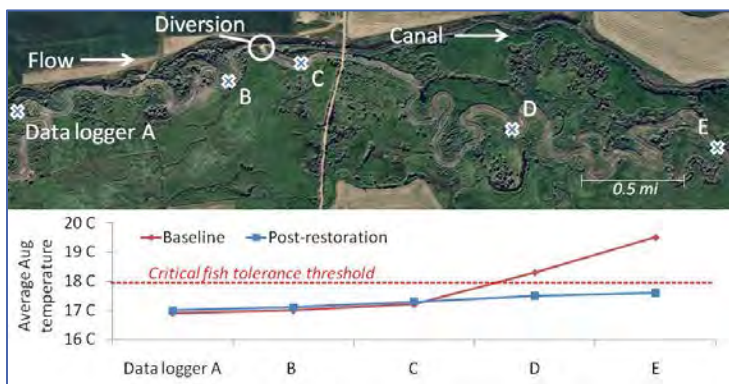 Diversion
Flow
Canal
C
B
D
E
Data logger A
0.5 mi
20 C
Baseline
Post-restoration
19 C
Critical fish tolerance threshold
18 C
17 C
16 C
Average Aug
temperature
Data logger A
B
C
D
E